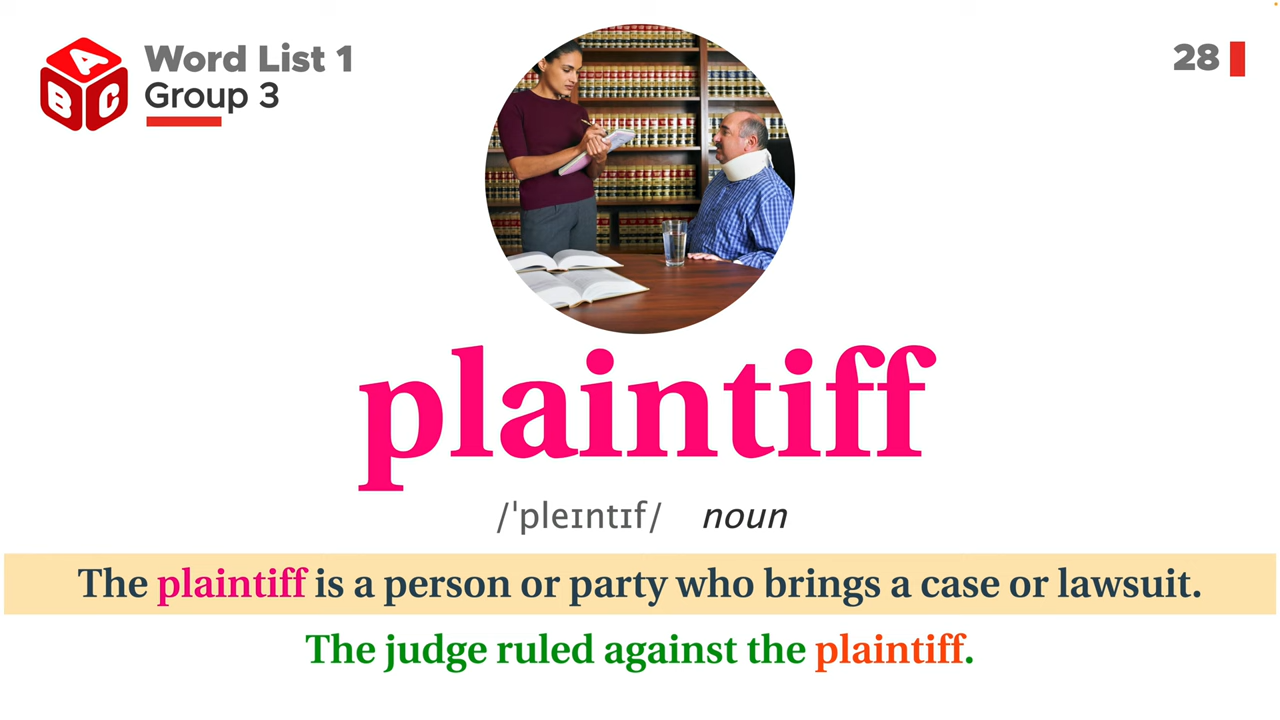 A
B C
Word List 1
Group 3
28
plaintiff
/ˈpleɪntɪf/ noun
The plaintiff is a person or party who brings a case or lawsuit.
The judge ruled against the plaintiff.